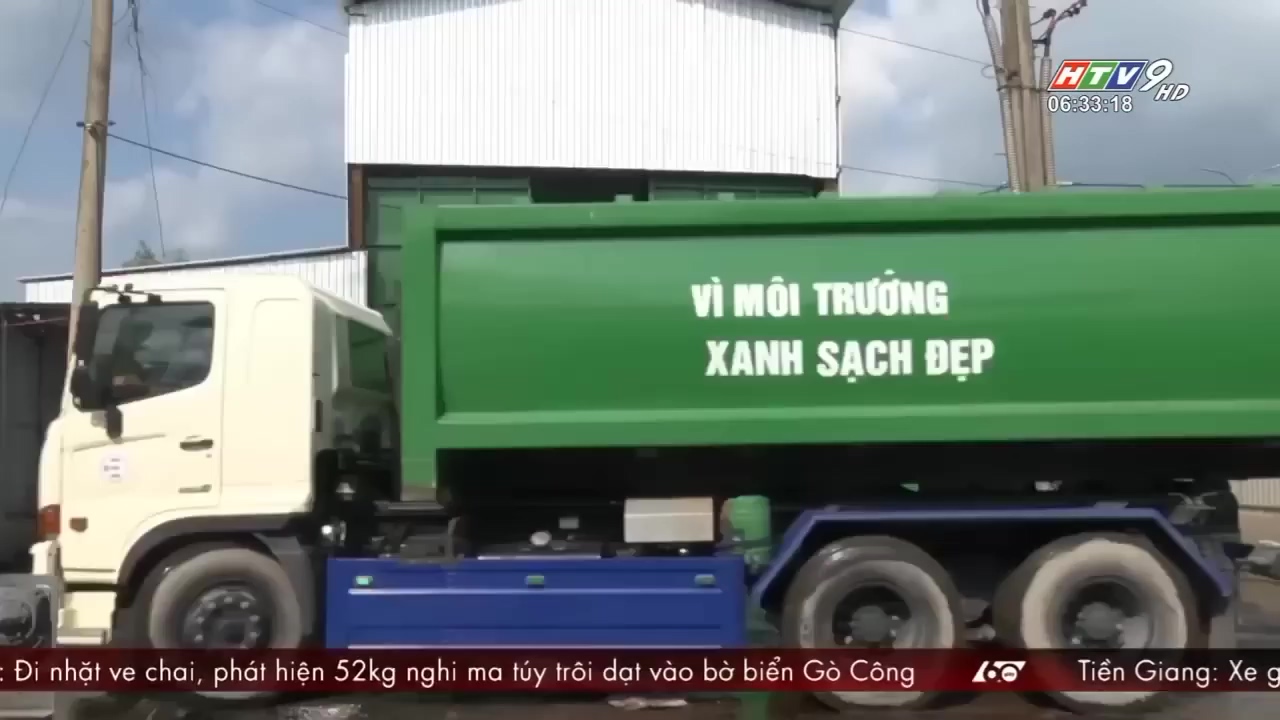 HTV9 HD
06:33:18
VÌ MÔI TRƯỜNG
XANH SẠCH ĐẸP
: Đi nhặt ve chai, phát hiện 52kg nghi ma túy trôi dạt vào bờ biển Gò Công 60 Tiền Giang: Xe g